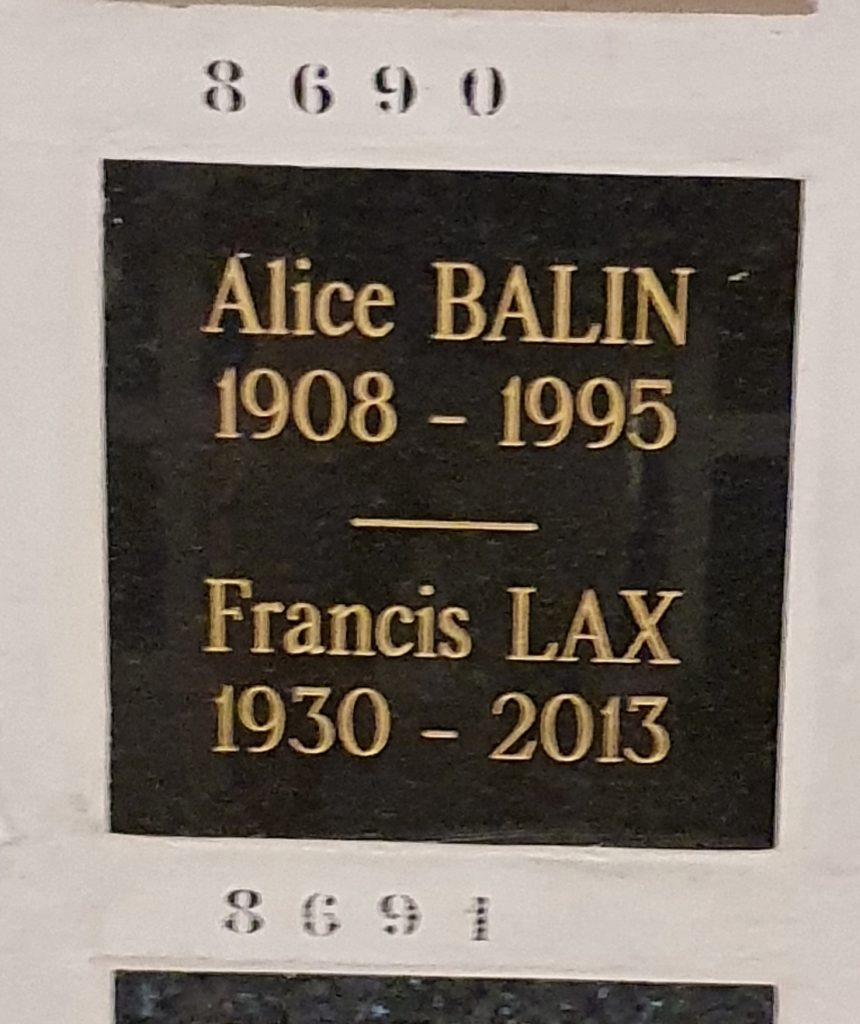 8690
Alice BALIN
1908 - 1995
Francis LAX
1930 - 2013
8691